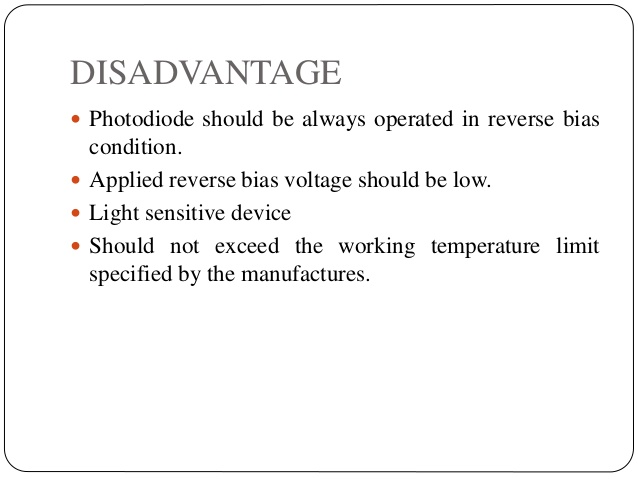 DISADVANTAGE
• Photodiode should be always operated in reverse bias
condition.
• Applied reverse bias voltage should be low.
• Light sensitive device
• Should not exceed the working temperature limit
specified by the manufactures.